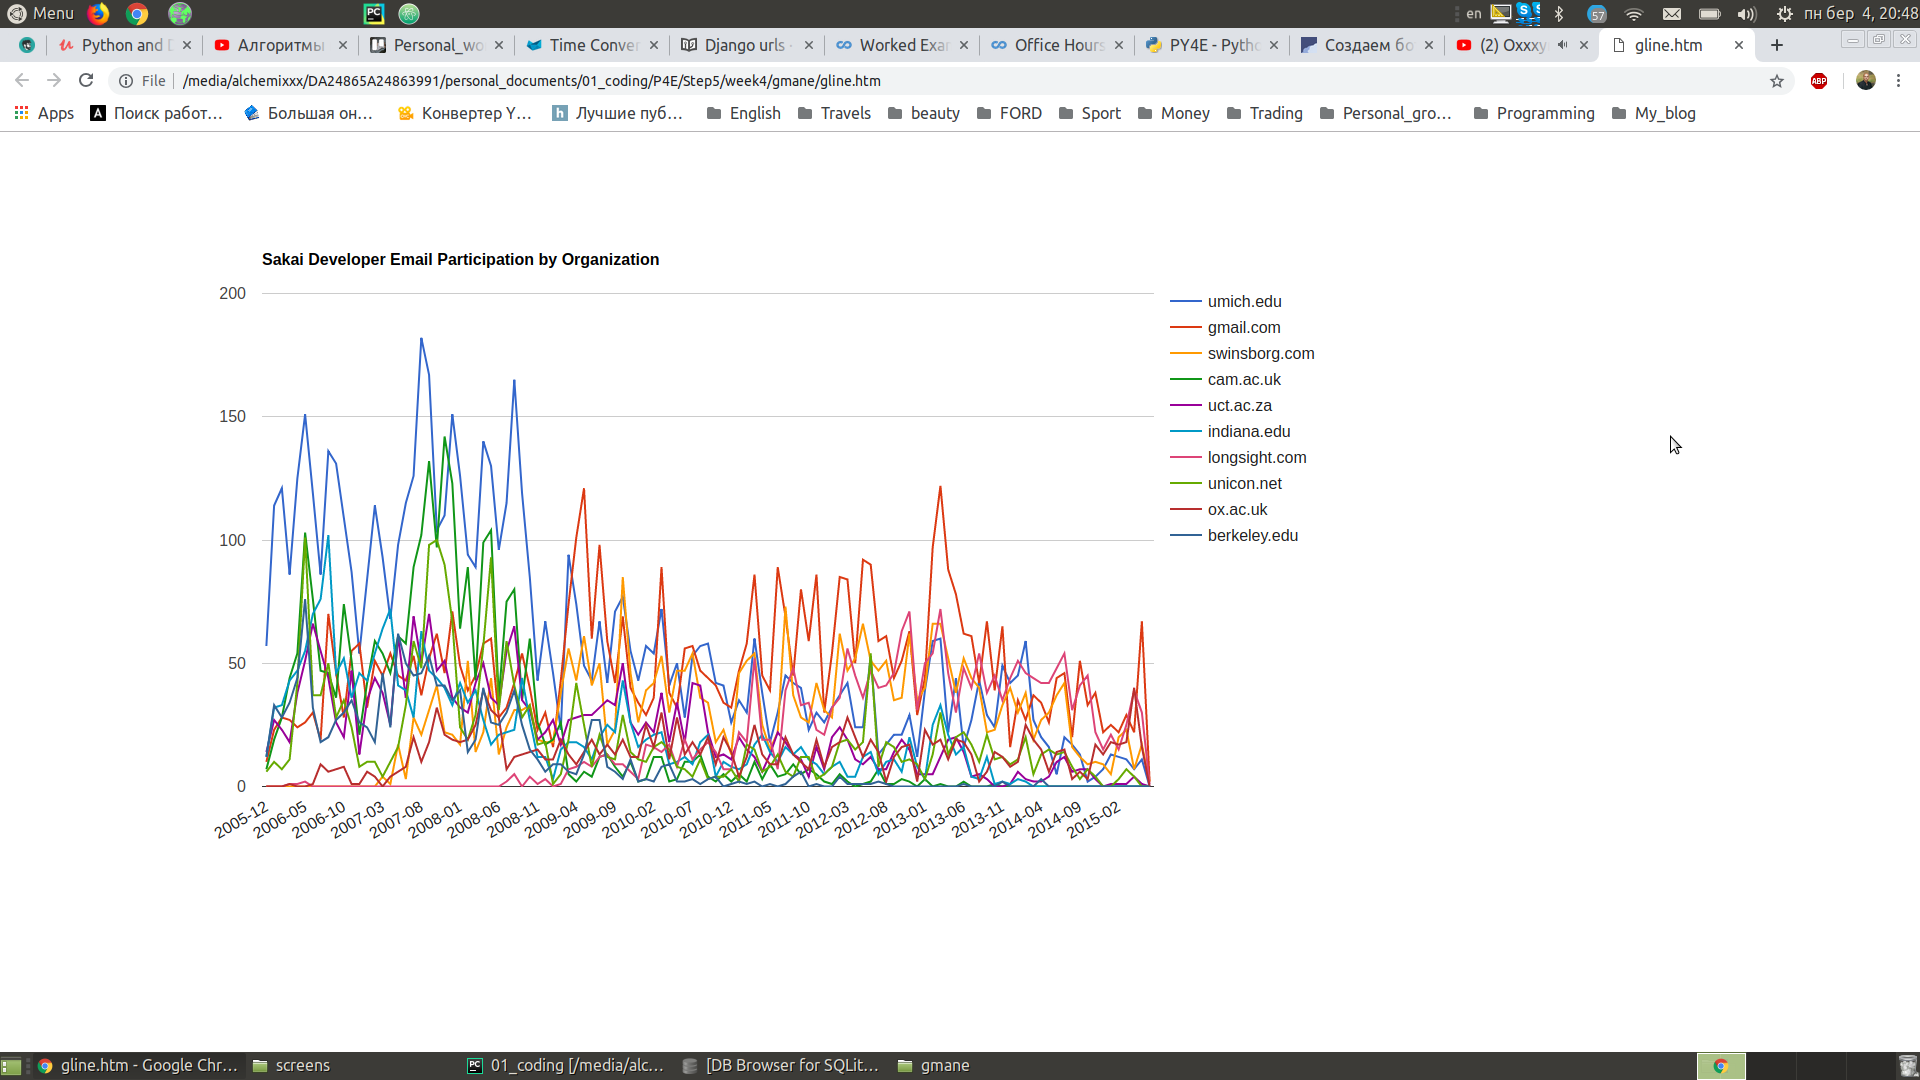 Menu
en
57
пн бер 4, 20:48
Python and D
Алгоритмы
Personal_wo
Time Conver
Django urls
Worked Exa
Office Hours
PY4E - Pytho
Создаем бо
(2) Oxxxy
gline.htm
File
/media/alchemixxx/DA24865A24863991/personal_documents/01_coding/P4E/Step5/week4/gmane/gline.htm
ABP
Apps
Поиск работ…
Большая он…
Конвертер Y…
Лучшие пуб…
English
Travels
beauty
FORD
Sport
Money
Trading
Personal_gro…
Programming
My_blog
Sakai Developer Email Participation by Organization
200
150
100
50
0
umich.edu
gmail.com
swinsborg.com
cam.ac.uk
uct.ac.za
indiana.edu
longsight.com
unicon.net
ox.ac.uk
berkeley.edu
2005-12
2006-05
2006-10
2007-03
2007-08
2008-01
2008-06
2008-11
2009-04
2009-09
2010-02
2010-07
2010-12
2011-05
2011-10
2012-03
2012-08
2013-01
2013-06
2013-11
2014-04
2014-09
2015-02
gline.htm - Google Chr…
screens
01_coding [/media/alc…
[DB Browser for SQLit…
gmane